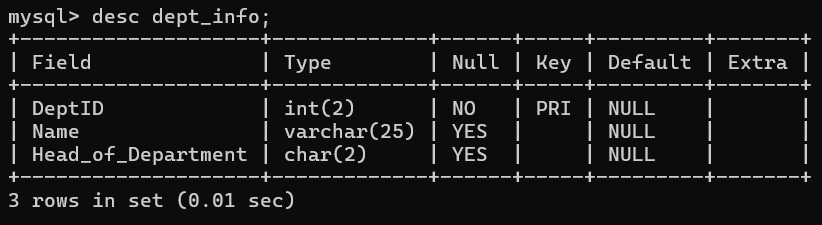 mysql> desc dept_info;
+--------------------+-------------+------+-----+---------+-------+
| Field              | Type        | Null | Key | Default | Extra |
+--------------------+-------------+------+-----+---------+-------+
| DeptID             | int(2)      | NO   | PRI | NULL    |       |
| Name               | varchar(25) | YES  |     | NULL    |       |
| Head_of_Department | char(2)     | YES  |     | NULL    |       |
+--------------------+-------------+------+-----+---------+-------+
3 rows in set (0.01 sec)